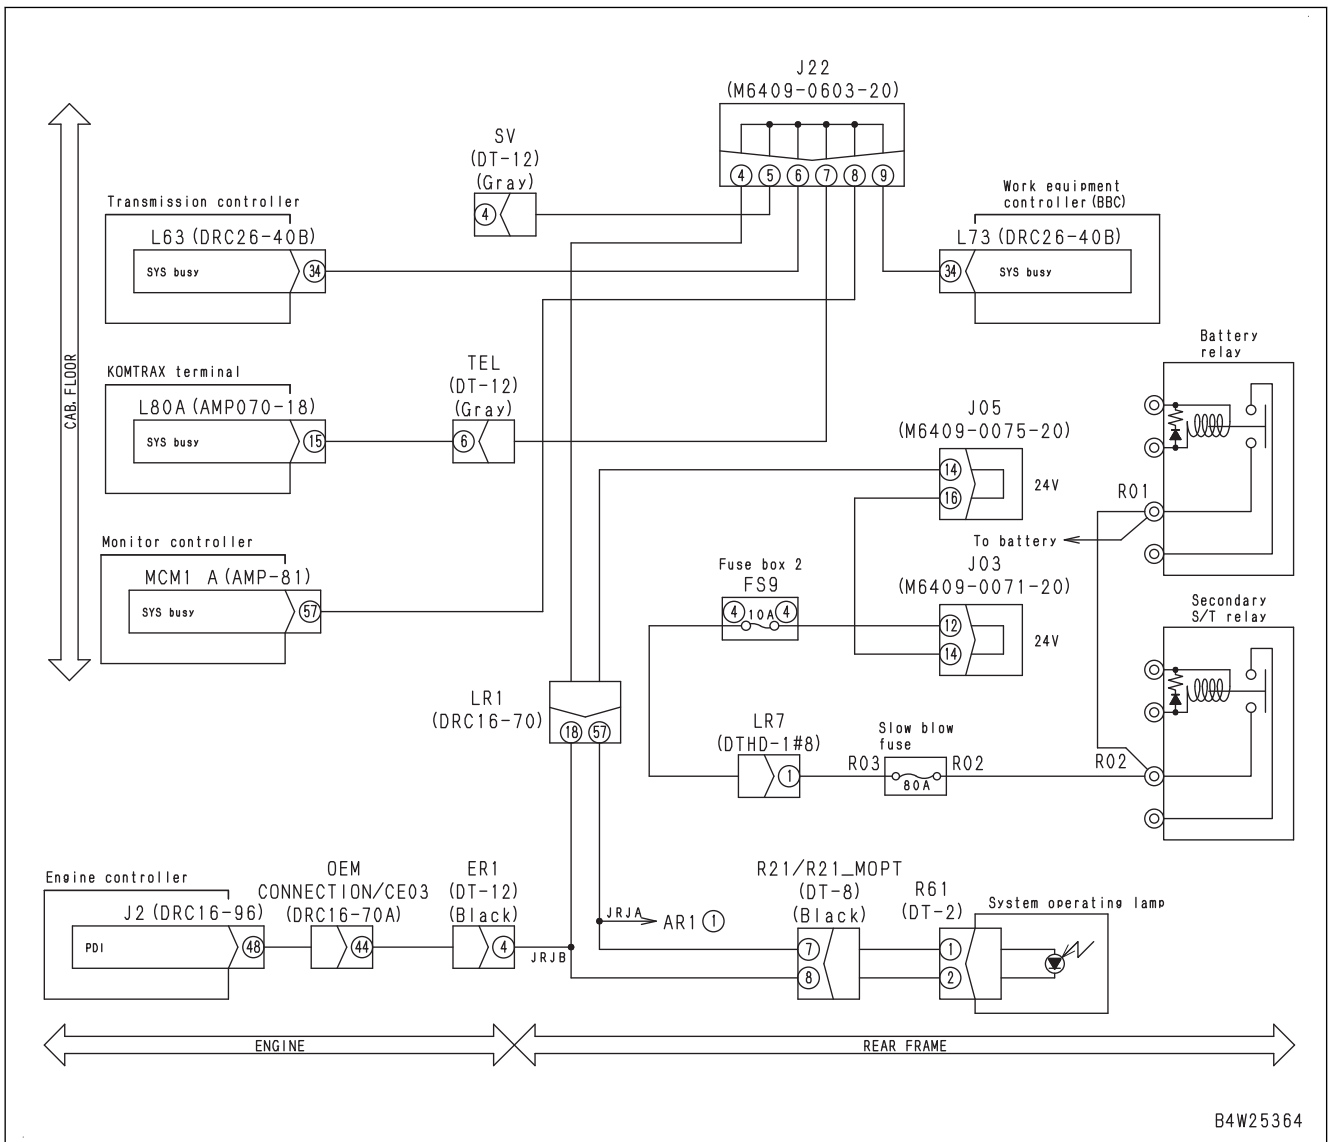 J22
(M6409-0603-20)
SV
(DT-12)
(Gray)
4
4 5 6 7 8 9
Transmission controller
L63 (DRC26-40B)
SYS busy
34
Work equipment
controller (BBC)
L73 (DRC26-40B)
34
SYS busy
CAB, FLOOR
KOMTRAX terminal
L80A (AMP070-18)
SYS busy
15
TEL
(DT-12)
(Gray)
6
J05
(M6409-0075-20)
14
16
24V
Battery
relay
R01
To battery
Monitor controller
MCM1 A (AMP-81)
SYS busy
57
Fuse box 2
FS9
4 10A 4
J03
(M6409-0071-20)
12
14
24V
Secondary
S/T relay
LR1
(DRC16-70)
18 57
LR7
(DTHD-1#8)
1
Slow blow
fuse
R03
R02
80A
R02
Engine controller
J2 (DRC16-96)
PDI
48
OEM
CONNECTION/CE03
(DRC16-70A)
44
ER1
(DT-12)
(Black)
4
JRJB
JRJA
AR1 1
R21/R21_MOPT
(DT-8)
(Black)
7
8
R61
(DT-2)
1
2
System operating lamp
ENGINE
REAR FRAME
B4W25364